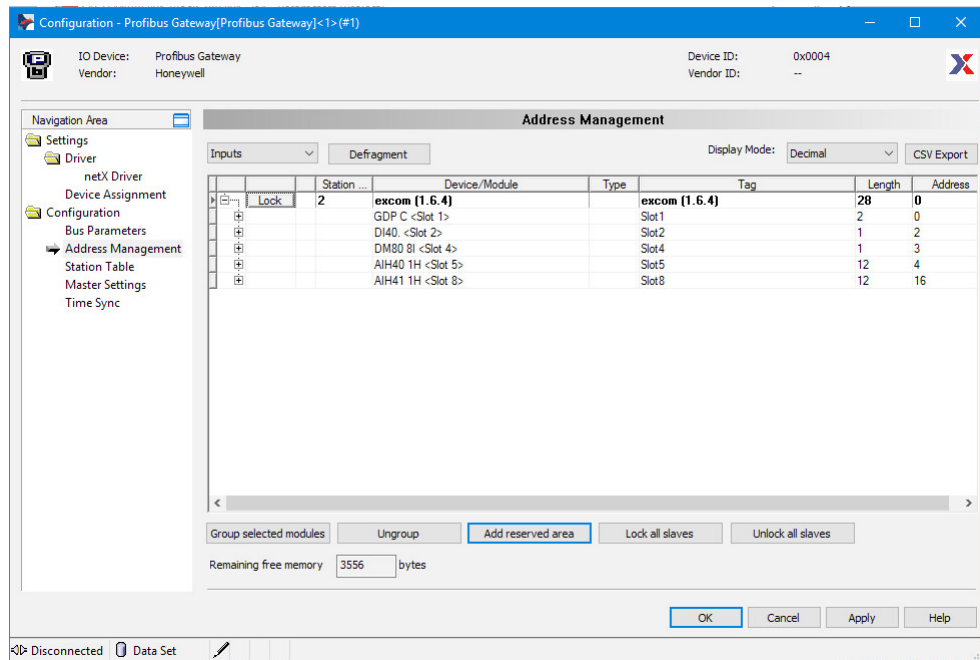 Configuration - Profibus Gateway[Profibus Gateway]<1>(#1)
IO Device: Profibus Gateway Device ID: 0x0004
Vendor: Honeywell Vendor ID: --
Navigation Area
Settings
Driver
netX Driver
Device Assignment
Configuration
Bus Parameters
Address Management
Station Table
Master Settings
Time Sync
Address Management
Inputs Defragment Display Mode: Decimal CSV Export
Station ... Device/Module Type Tag Length Address
Lock 2 excom (1.6.4) excom (1.6.4) 28 0
GDP C <Slot 1> Slot1 2 0
DI40. <Slot 2> Slot2 1 2
DM80 8I <Slot 4> Slot4 1 3
AIH40 1H <Slot 5> Slot5 12 4
AIH41 1H <Slot 8> Slot8 12 16
Group selected modules Ungroup Add reserved area Lock all slaves Unlock all slaves
Remaining free memory 3556 bytes
OK Cancel Apply Help
Disconnected Data Set